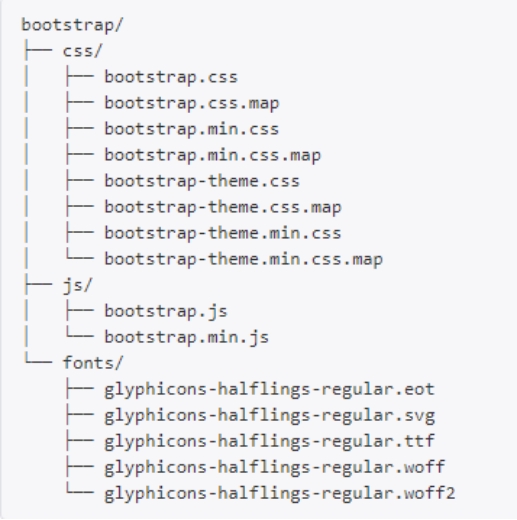 bootstrap/
├── css/
│   ├── bootstrap.css
│   ├── bootstrap.css.map
│   ├── bootstrap.min.css
│   ├── bootstrap.min.css.map
│   ├── bootstrap-theme.css
│   ├── bootstrap-theme.css.map
│   ├── bootstrap-theme.min.css
│   └── bootstrap-theme.min.css.map
├── js/
│   ├── bootstrap.js
│   └── bootstrap.min.js
└── fonts/
    ├── glyphicons-halflings-regular.eot
    ├── glyphicons-halflings-regular.svg
    ├── glyphicons-halflings-regular.ttf
    ├── glyphicons-halflings-regular.woff
    └── glyphicons-halflings-regular.woff2